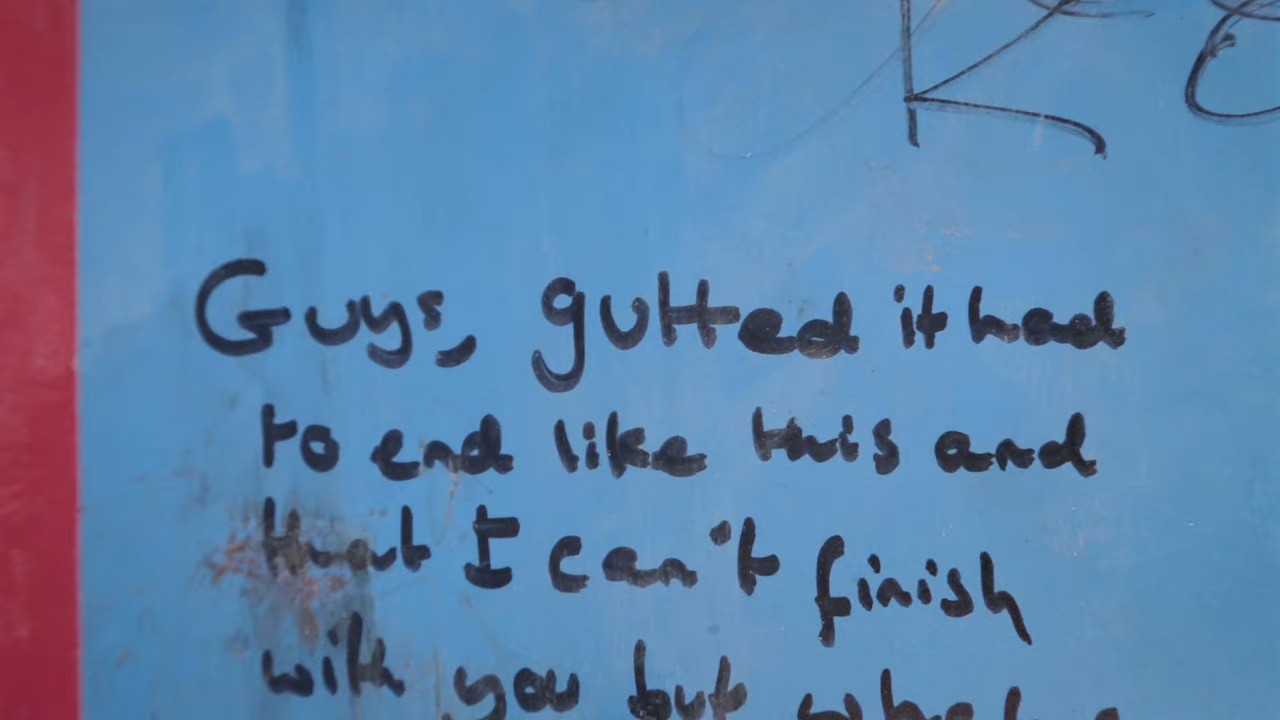 Guys, gutted it had
to end like this and
that I can't finish
with you but